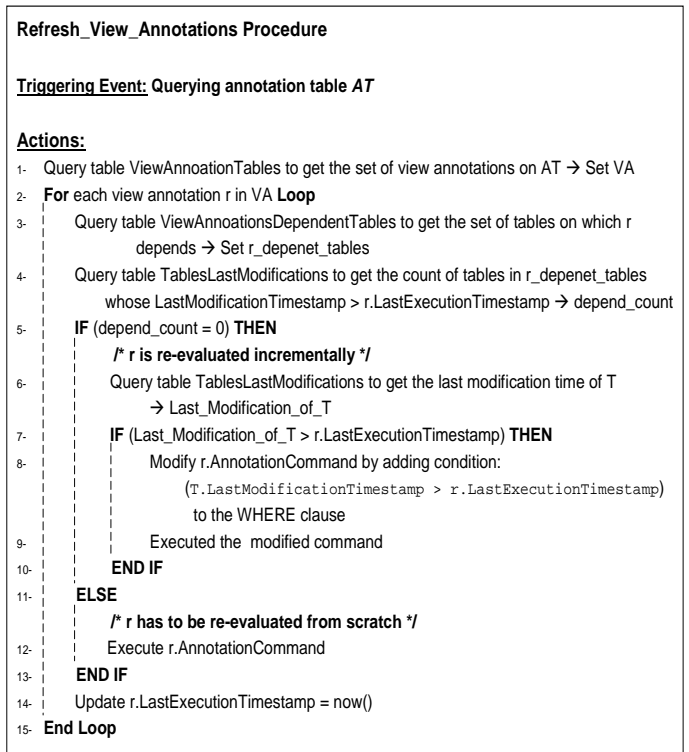 Refresh_View_Annotations Procedure
Triggering Event: Querying annotation table AT
Actions:
1- Query table ViewAnnoationTables to get the set of view annotations on AT → Set VA
2- For each view annotation r in VA Loop
3- Query table ViewAnnoationsDependentTables to get the set of tables on which r
depends → Set r_depenet_tables
4- Query table TablesLastModifications to get the count of tables in r_depenet_tables
whose LastModificationTimestamp > r.LastExecutionTimestamp → depend_count
5- IF (depend_count = 0) THEN
/* r is re-evaluated incrementally */
6- Query table TablesLastModifications to get the last modification time of T
→ Last_Modification_of_T
7- IF (Last_Modification_of_T > r.LastExecutionTimestamp) THEN
8- Modify r.AnnotationCommand by adding condition:
(T.LastModificationTimestamp > r.LastExecutionTimestamp)
to the WHERE clause
9- Executed the modified command
10- END IF
11- ELSE
/* r has to be re-evaluated from scratch */
12- Execute r.AnnotationCommand
13- END IF
14- Update r.LastExecutionTimestamp = now()
15- End Loop